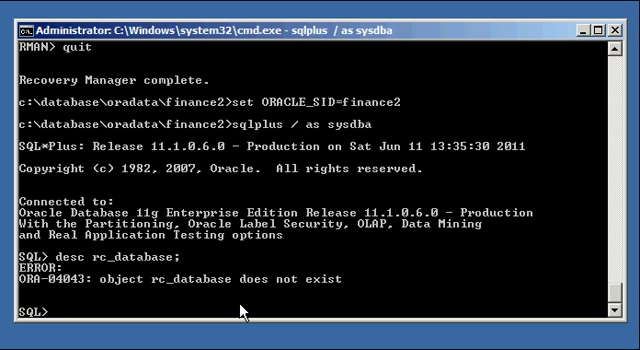 Administrator: C:\Windows\system32\cmd.exe - sqlplus / as sysdba
RMAN> quit
Recovery Manager complete.
c:\database\oradata\finance2>set ORACLE_SID=finance2
c:\database\oradata\finance2>sqlplus / as sysdba
SQL*Plus: Release 11.1.0.6.0 - Production on Sat Jun 11 13:35:30 2011
Copyright (c) 1982, 2007, Oracle.  All rights reserved.
Connected to:
Oracle Database 11g Enterprise Edition Release 11.1.0.6.0 - Production
With the Partitioning, Oracle Label Security, OLAP, Data Mining
and Real Application Testing options
SQL> desc rc_database;
ERROR:
ORA-04043: object rc_database does not exist
SQL>